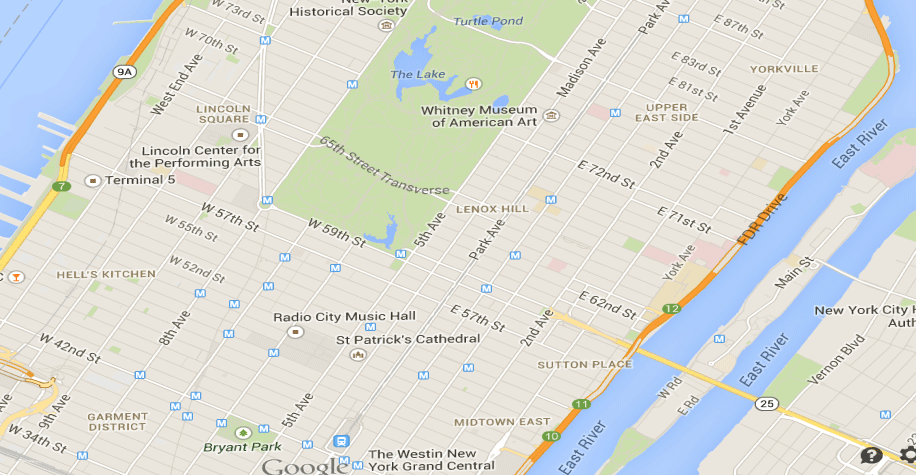 W 73rd St
New York
Historical Society
Turtle Pond
Park Ave
E 87th St
W 70th St
9A
West End Ave
The Lake
Madison Ave
E 83rd St
YORKVILLE
E 81st St
Whitney Museum
of American Art
LINCOLN
SQUARE
UPPER
EAST SIDE
1st Avenue
York Ave
Lincoln Center for
the Performing Arts
65th Street Transverse
2nd Ave
East River
7
Terminal 5
E 72nd St
W 57th St
W 59th St
5th Ave
LENOX HILL
E 71st St
FDR Drive
W 55th St
Park Ave
York Ave
HELL'S KITCHEN
W 52nd St
Main St
E 62nd St
12
New York City H
Auth
8th Ave
Radio City Music Hall
E 57th St
2nd Ave
St Patrick's Cathedral
W 42nd St
SUTTON PLACE
East River
Vernon Blvd
W Rd
E Rd
25
9th Ave
5th Ave
11
GARMENT
DISTRICT
MIDTOWN EAST
10
W 34th St
Bryant Park
East River
The Westin New
York Grand Central
Google